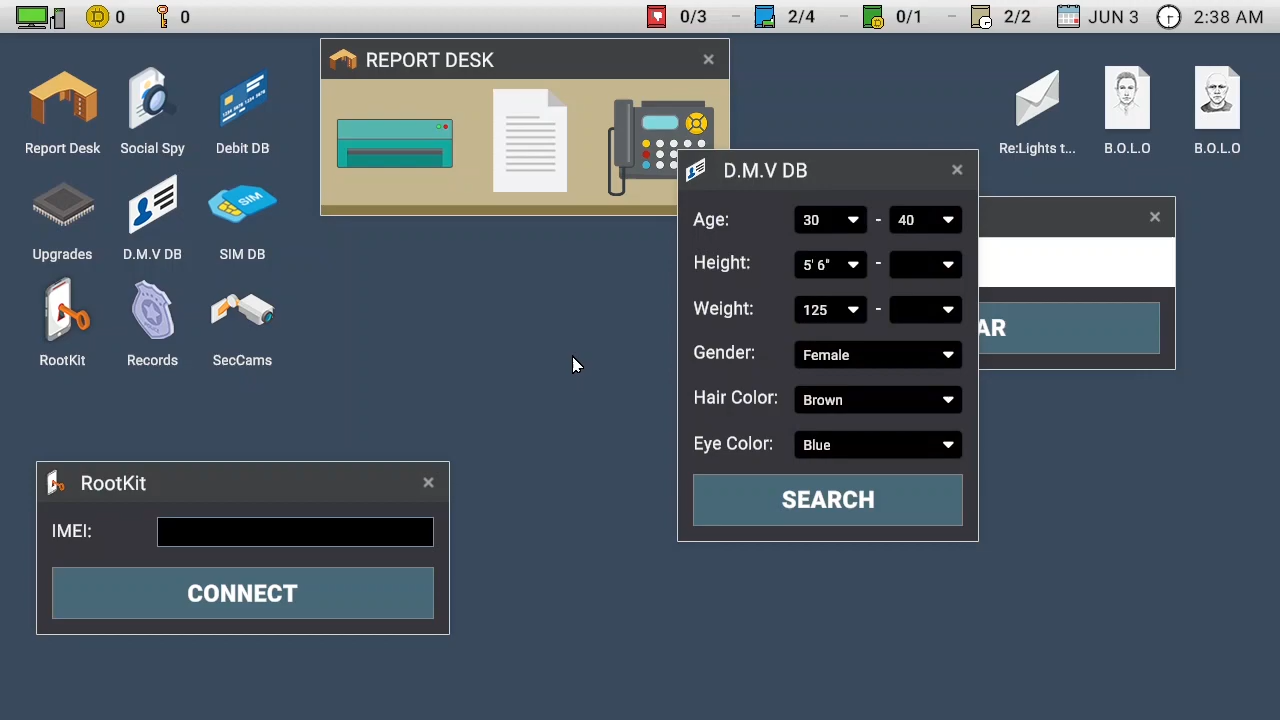 0 0 0/3 - 2/4 - 0/1 - 2/2 JUN 3 2:38 AM
REPORT DESK
Report Desk Social Spy Debit DB
Re:Lights t... B.O.L.O B.O.L.O
Upgrades D.M.V DB SIM DB
SIM
RootKit Records SecCams
D.M.V DB
Age: 30 - 40
Height: 5' 6" -
Weight: 125 -
Gender: Female
Hair Color: Brown
Eye Color: Blue
SEARCH
AR
RootKit
IMEI:
CONNECT